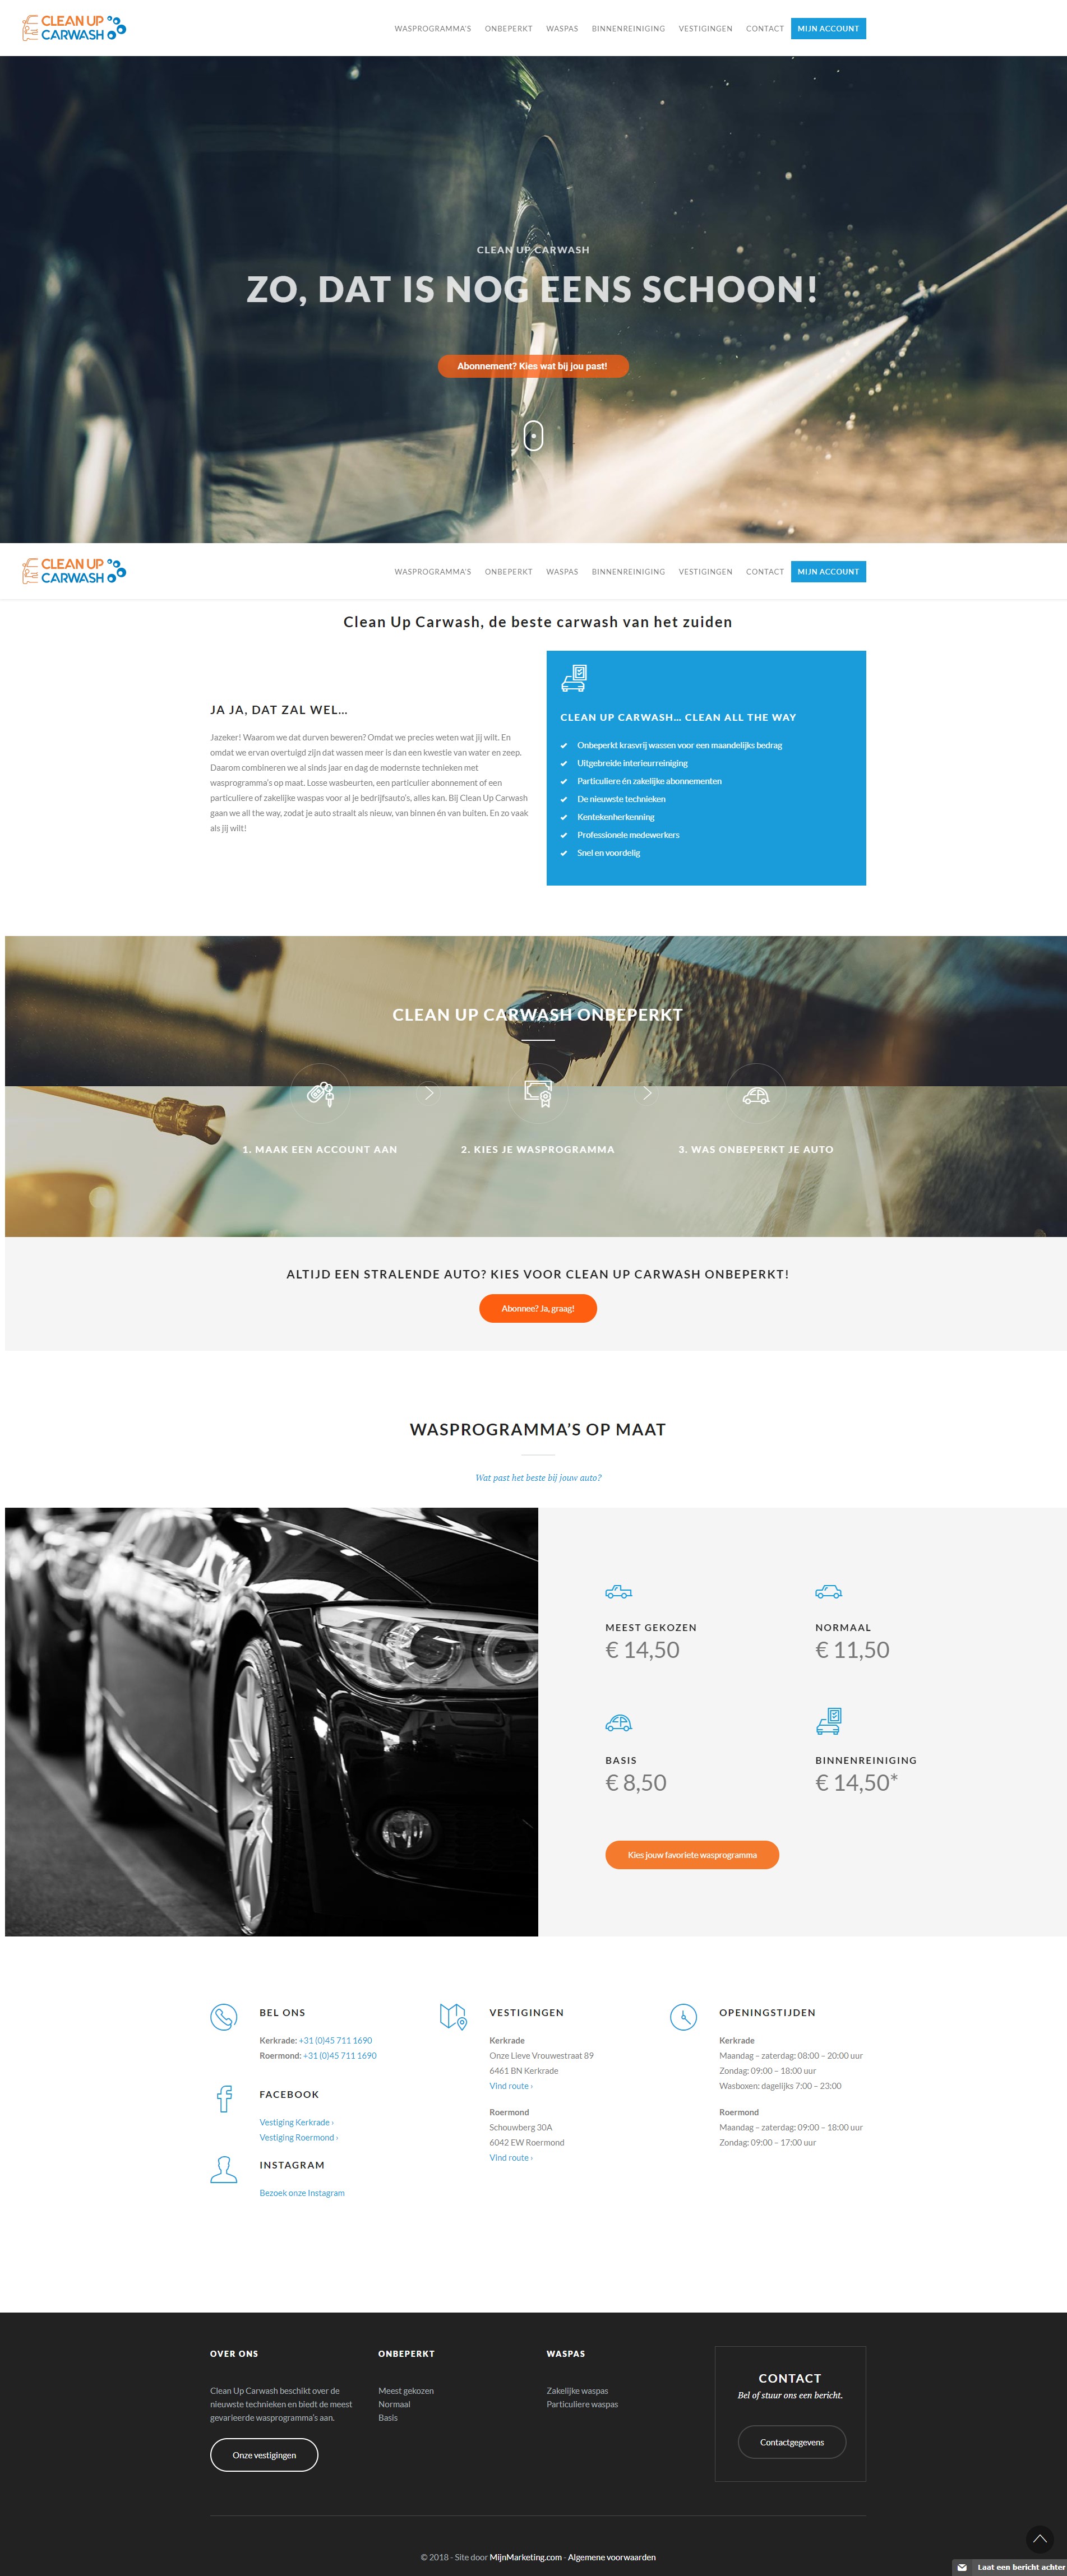 CLEAN UP
CARWASH
WASPROGRAMMA'S ONBEPERKT WASPAS BINNENREINIGING VESTIGINGEN CONTACT MIJN ACCOUNT
CLEAN UP CARWASH
ZO, DAT IS NOG EENS SCHOON!
Abonnement? Kies wat bij jou past!
CLEAN UP
CARWASH
WASPROGRAMMA'S ONBEPERKT WASPAS BINNENREINIGING VESTIGINGEN CONTACT MIJN ACCOUNT
Clean Up Carwash, de beste carwash van het zuiden
JA JA, DAT ZAL WEL...
Jazeker! Waarom we dat durven beweren? Omdat we precies weten wat jij wilt. En
omdat we ervan overtuigd zijn dat wassen meer is dan een kwestie van water en zeep.
Daarom combineren we al sinds jaar en dag de modernste technieken met
wasprogramma's op maat. Losse wasbeurten, een particulier abonnement of een
particuliere of zakelijke waspas voor al je bedrijfsauto's, alles kan. Bij Clean Up Carwash
gaan we all the way, zodat je auto straalt als nieuw, van binnen én van buiten. En zo vaak
als jij wilt!
CLEAN UP CARWASH... CLEAN ALL THE WAY
Onbeperkt krasvrij wassen voor een maandelijks bedrag
Uitgebreide interieurreiniging
Particuliere én zakelijke abonnementen
De nieuwste technieken
Kentekenherkenning
Professionele medewerkers
Snel en voordelig
CLEAN UP CARWASH ONBEPERKT
1. MAAK EEN ACCOUNT AAN
2. KIES JE WASPROGRAMMA
3. WAS ONBEPERKT JE AUTO
ALTIJD EEN STRALENDE AUTO? KIES VOOR CLEAN UP CARWASH ONBEPERKT!
Abonnee? Ja, graag!
WASPROGRAMMA'S OP MAAT
Wat past het beste bij jouw auto?
MEEST GEKOZEN
€ 14,50
NORMAAL
€ 11,50
BASIS
€ 8,50
BINNENREINIGING
€ 14,50*
Kies jouw favoriete wasprogramma
BEL ONS
Kerkrade: +31 (0)45 711 1690
Roermond: +31 (0)45 711 1690
FACEBOOK
Vestiging Kerkrade ›
Vestiging Roermond ›
INSTAGRAM
Bezoek onze Instagram
VESTIGINGEN
Kerkrade
Onze Lieve Vrouwestraat 89
6461 BN Kerkrade
Vind route ›
Roermond
Schouwberg 30A
6042 EW Roermond
Vind route ›
OPENINGSTIJDEN
Kerkrade
Maandag – zaterdag: 08:00 – 20:00 uur
Zondag: 09:00 – 18:00 uur
Wasboxen: dagelijks 7:00 – 23:00
Roermond
Maandag – zaterdag: 09:00 – 18:00 uur
Zondag: 09:00 – 17:00 uur
OVER ONS
Clean Up Carwash beschikt over de
nieuwste technieken en biedt de meest
gevarieerde wasprogramma's aan.
Onze vestigingen
ONBEPERKT
Meest gekozen
Normaal
Basis
WASPAS
Zakelijke waspas
Particuliere waspas
CONTACT
Bel of stuur ons een bericht.
Contactgegevens
© 2018 - Site door MijnMarketing.com - Algemene voorwaarden
Laat een bericht achter